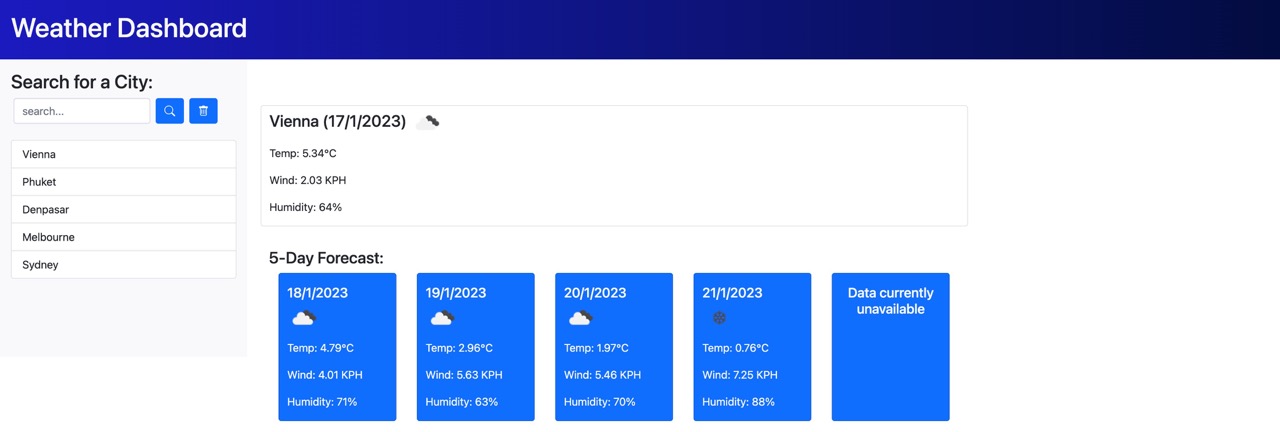 Weather Dashboard
Search for a City:
search...
Vienna
Phuket
Denpasar
Melbourne
Sydney
Vienna (17/1/2023)
Temp: 5.34°C
Wind: 2.03 KPH
Humidity: 64%
5-Day Forecast:
18/1/2023
Temp: 4.79°C
Wind: 4.01 KPH
Humidity: 71%
19/1/2023
Temp: 2.96°C
Wind: 5.63 KPH
Humidity: 63%
20/1/2023
Temp: 1.97°C
Wind: 5.46 KPH
Humidity: 70%
21/1/2023
Temp: 0.76°C
Wind: 7.25 KPH
Humidity: 88%
Data currently
unavailable